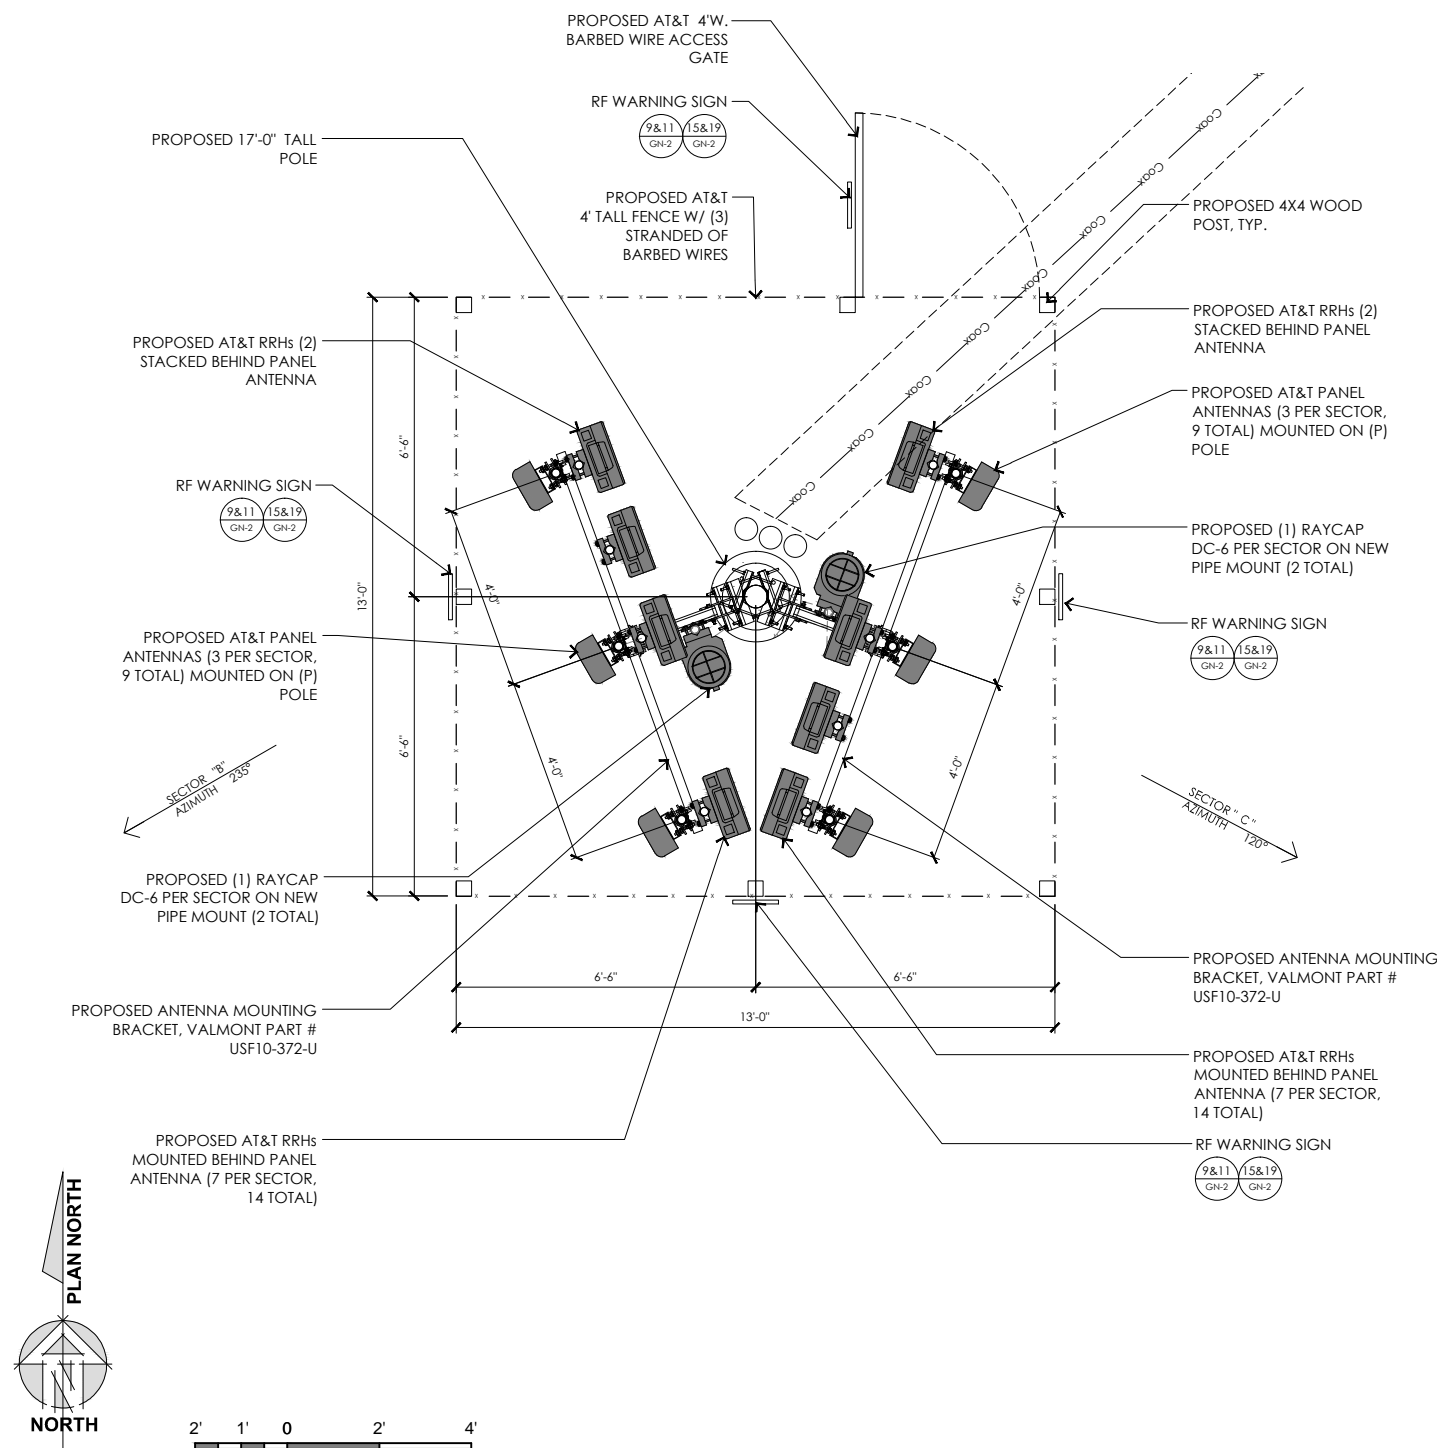 PROPOSED AT&T 4'W.
BARBED WIRE ACCESS
GATE
RF WARNING SIGN
9&11
GN-2
15&19
GN-2
PROPOSED 17'-0" TALL
POLE
PROPOSED AT&T
4' TALL FENCE W/ (3)
STRANDED OF
BARBED WIRES
PROPOSED 4X4 WOOD
POST, TYP.
Coax
Coax
Coax
Coax
Coax
Coax
Coax
Coax
PROPOSED AT&T RRHs (2)
STACKED BEHIND PANEL
ANTENNA
PROPOSED AT&T RRHs (2)
STACKED BEHIND PANEL
ANTENNA
PROPOSED AT&T PANEL
ANTENNAS (3 PER SECTOR,
9 TOTAL) MOUNTED ON (P)
POLE
6'-6"
RF WARNING SIGN
9&11
GN-2
15&19
GN-2
PROPOSED (1) RAYCAP
DC-6 PER SECTOR ON NEW
PIPE MOUNT (2 TOTAL)
13'-0"
4'-0"
4'-0"
RF WARNING SIGN
9&11
GN-2
15&19
GN-2
PROPOSED AT&T PANEL
ANTENNAS (3 PER SECTOR,
9 TOTAL) MOUNTED ON (P)
POLE
6'-6"
4'-0"
4'-0"
SECTOR "B"
AZIMUTH 235°
SECTOR " C "
AZIMUTH 120°
PROPOSED (1) RAYCAP
DC-6 PER SECTOR ON NEW
PIPE MOUNT (2 TOTAL)
PROPOSED ANTENNA MOUNTING
BRACKET, VALMONT PART #
USF10-372-U
6'-6"
6'-6"
13'-0"
PROPOSED ANTENNA MOUNTING
BRACKET, VALMONT PART #
USF10-372-U
PROPOSED AT&T RRHs
MOUNTED BEHIND PANEL
ANTENNA (7 PER SECTOR,
14 TOTAL)
PROPOSED AT&T RRHs
MOUNTED BEHIND PANEL
ANTENNA (7 PER SECTOR,
14 TOTAL)
RF WARNING SIGN
9&11
GN-2
15&19
GN-2
PLAN NORTH
N
NORTH
2' 1' 0 2' 4'